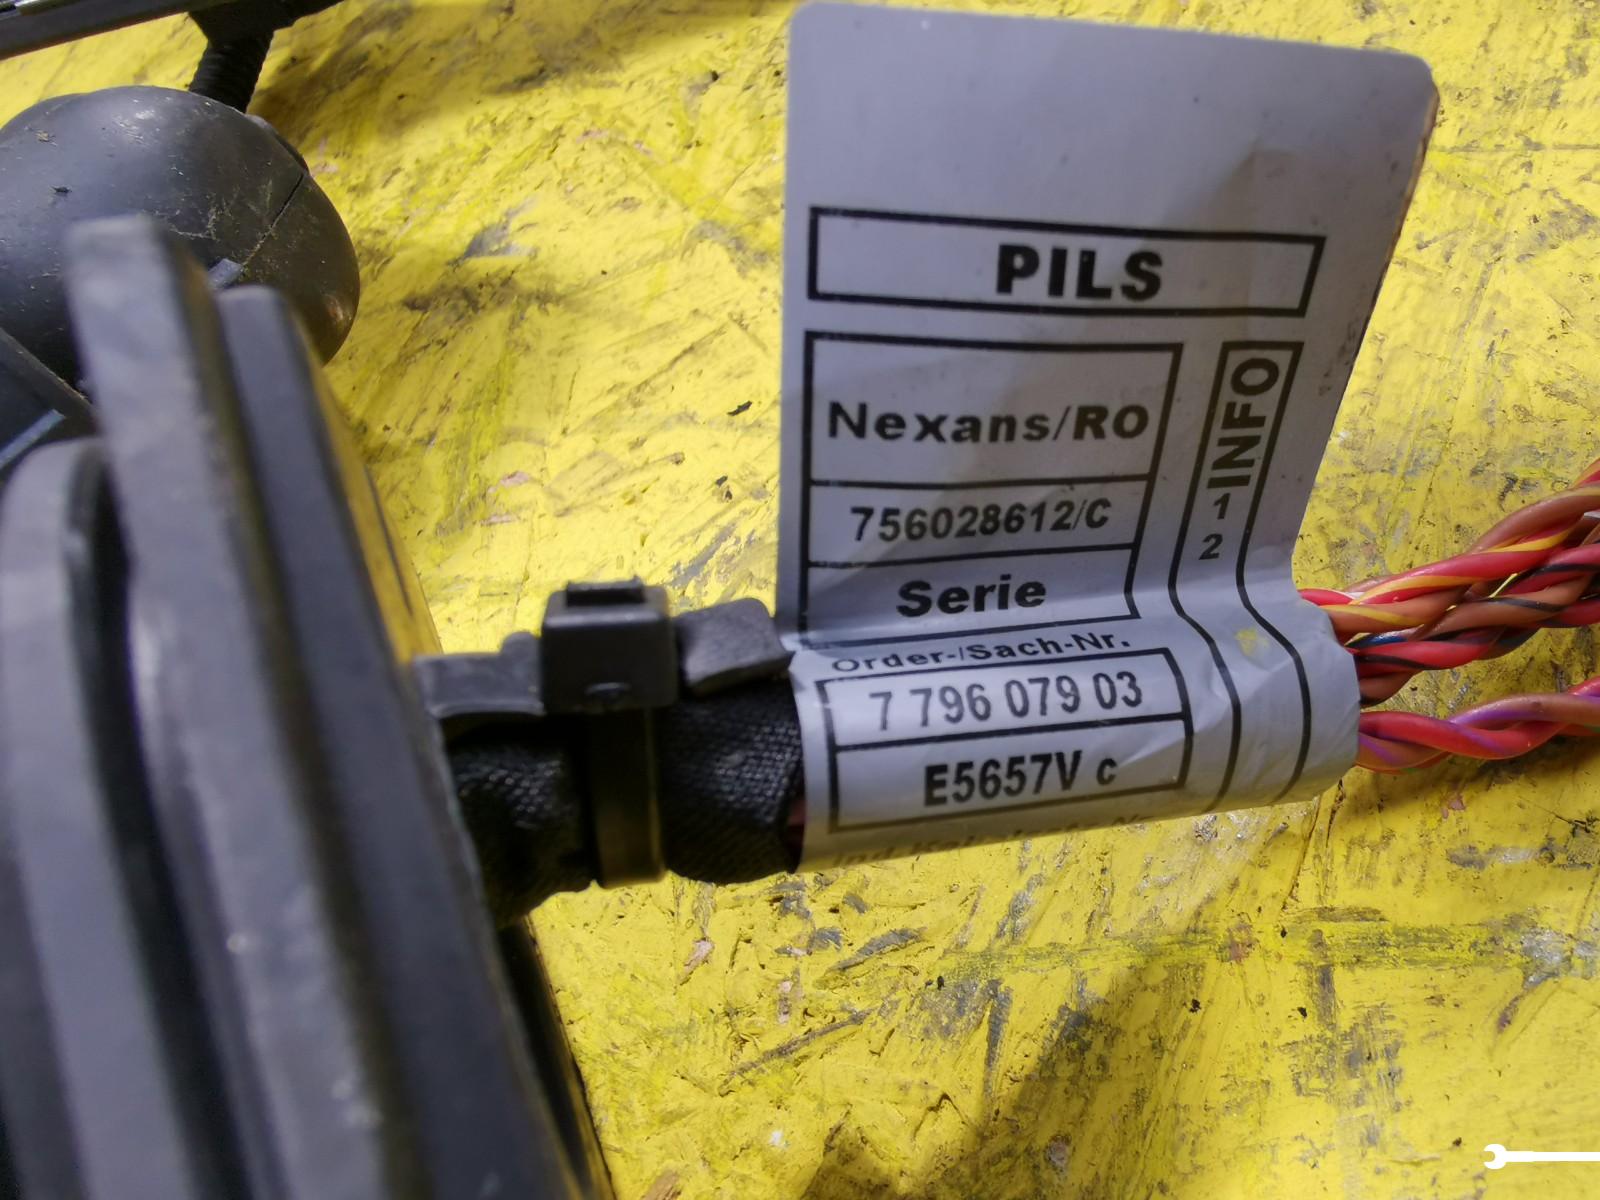 PILS
Nexans/RO
756028612/C
Serie
INFO
1
2
Order-/Sach-Nr.
7 796 079 03
E5657V c